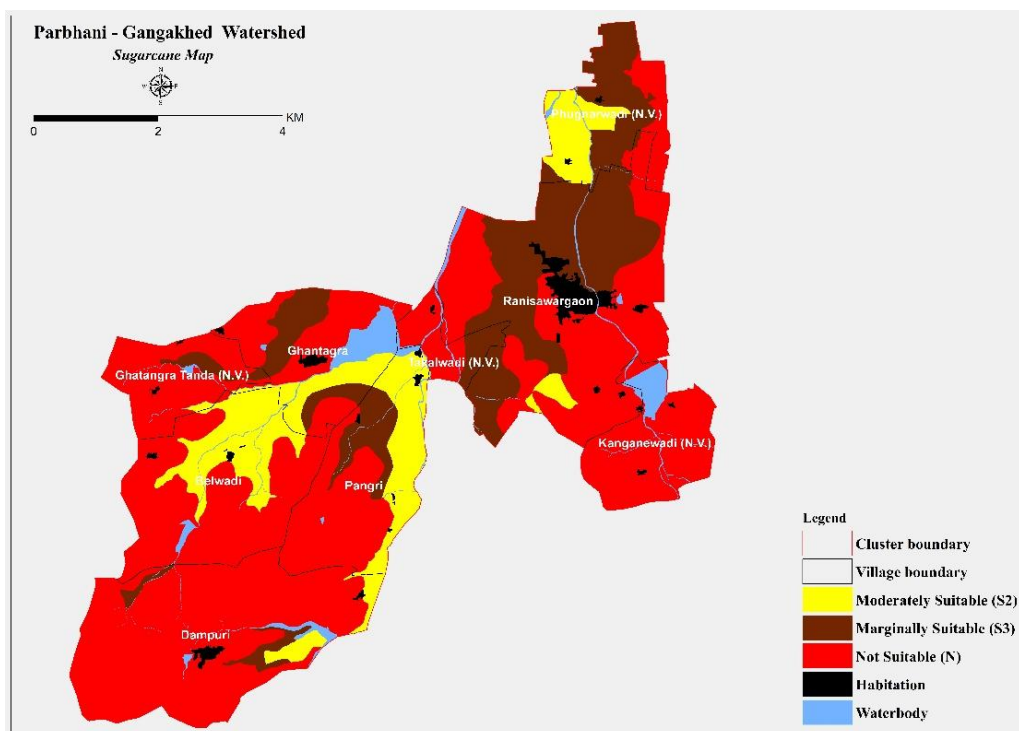 Parbhani - Gangakhed Watershed
Sugarcane Map
N
W E
S
KM
0 2 4
Phugnarwadi (N.V.)
Ranisawargaon
Ghantagra
Takalwadi (N.V.)
Ghatangra Tanda (N.V.)
Kanganewadi (N.V.)
Belwadi
Pangri
Dampuri
Legend
Cluster boundary
Village boundary
Moderately Suitable (S2)
Marginally Suitable (S3)
Not Suitable (N)
Habitation
Waterbody